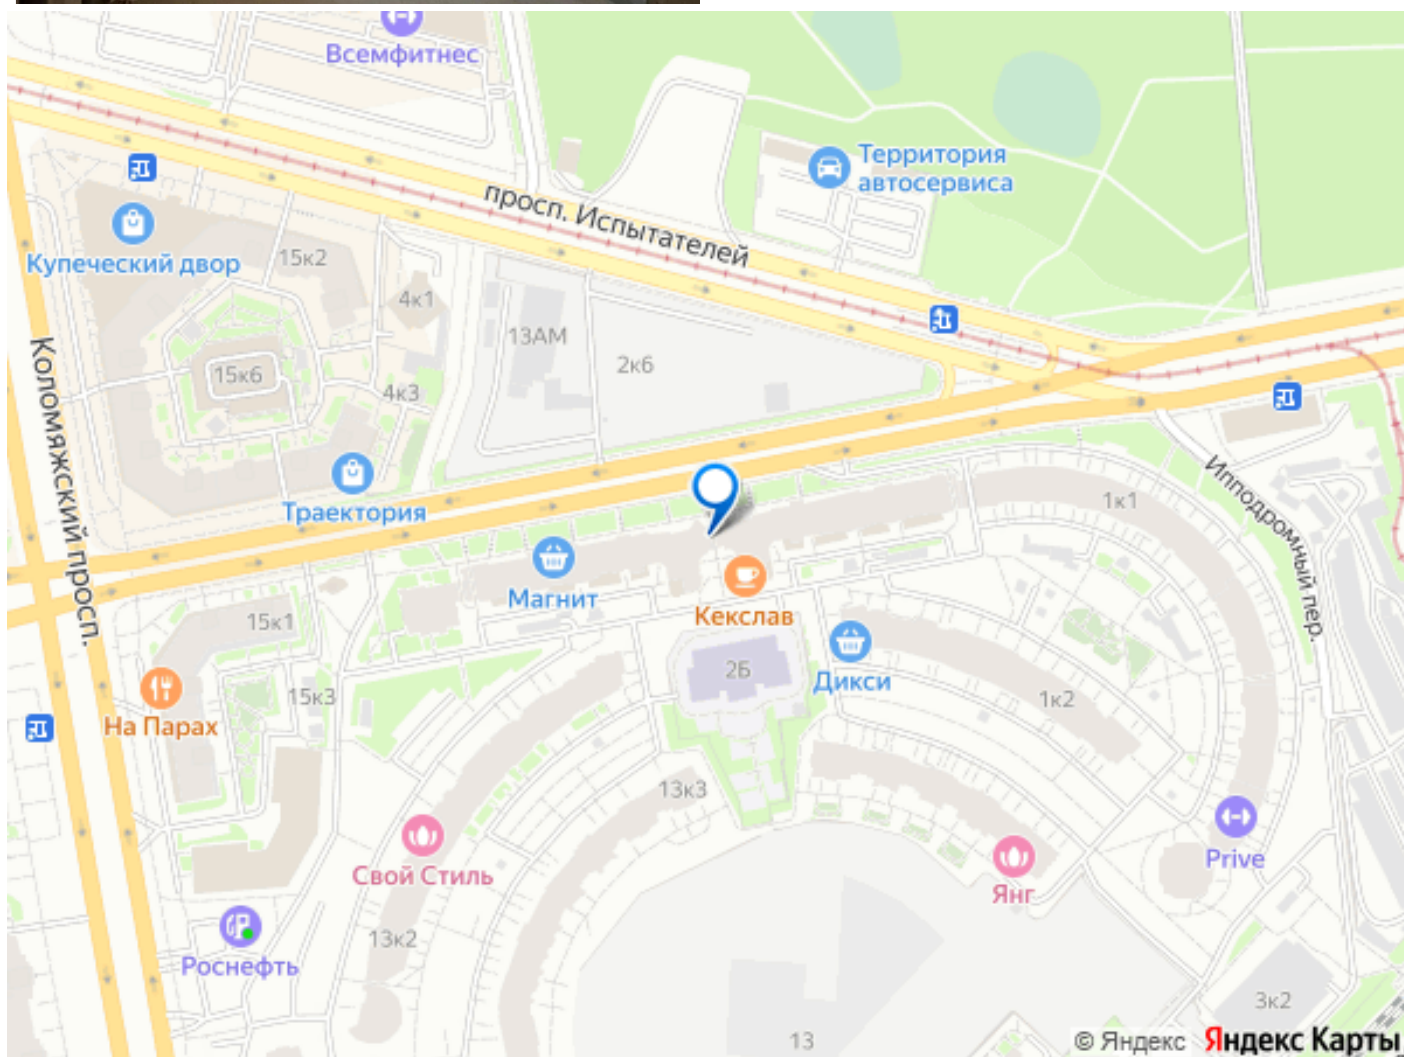 Всемфитнес
Территория
автосервиса
просп. Испытателей
Купеческий двор
15к2
4к1
13АМ
2к6
15к6
4к3
Коломяжский просп.
Траектория
1к1
Ипподромный пер.
Магнит
Кекслав
15к1
2Б
Дикси
15к3
На Парах
1к2
13к3
Свой Стиль
Янг
Prive
13к2
Роснефть
3к2
13
© Яндекс Яндекс Карты